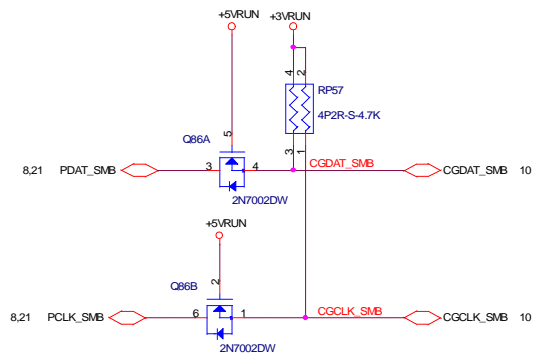 +5VRUN +3VRUN
4 2
RP57
4P2R-S-4.7K
Q86A
5
3 1
8,21 PDAT_SMB 3 4 CGDAT_SMB CGDAT_SMB 10
2N7002DW
+5VRUN
Q86B
2
8,21 PCLK_SMB 6 1 CGCLK_SMB CGCLK_SMB 10
2N7002DW